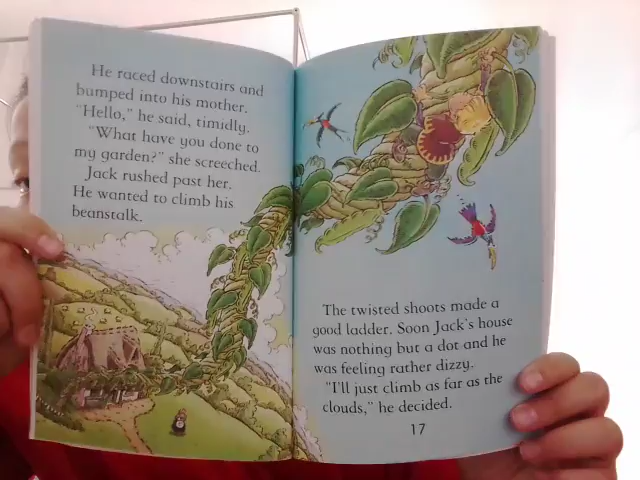 He raced downstairs and
bumped into his mother.
"Hello," he said, timidly.
"What have you done to
my garden?" she screeched.
Jack rushed past her.
He wanted to climb his
beanstalk.
The twisted shoots made a
good ladder. Soon Jack's house
was nothing but a dot and he
was feeling rather dizzy.
"I'll just climb as far as the
clouds," he decided.
17